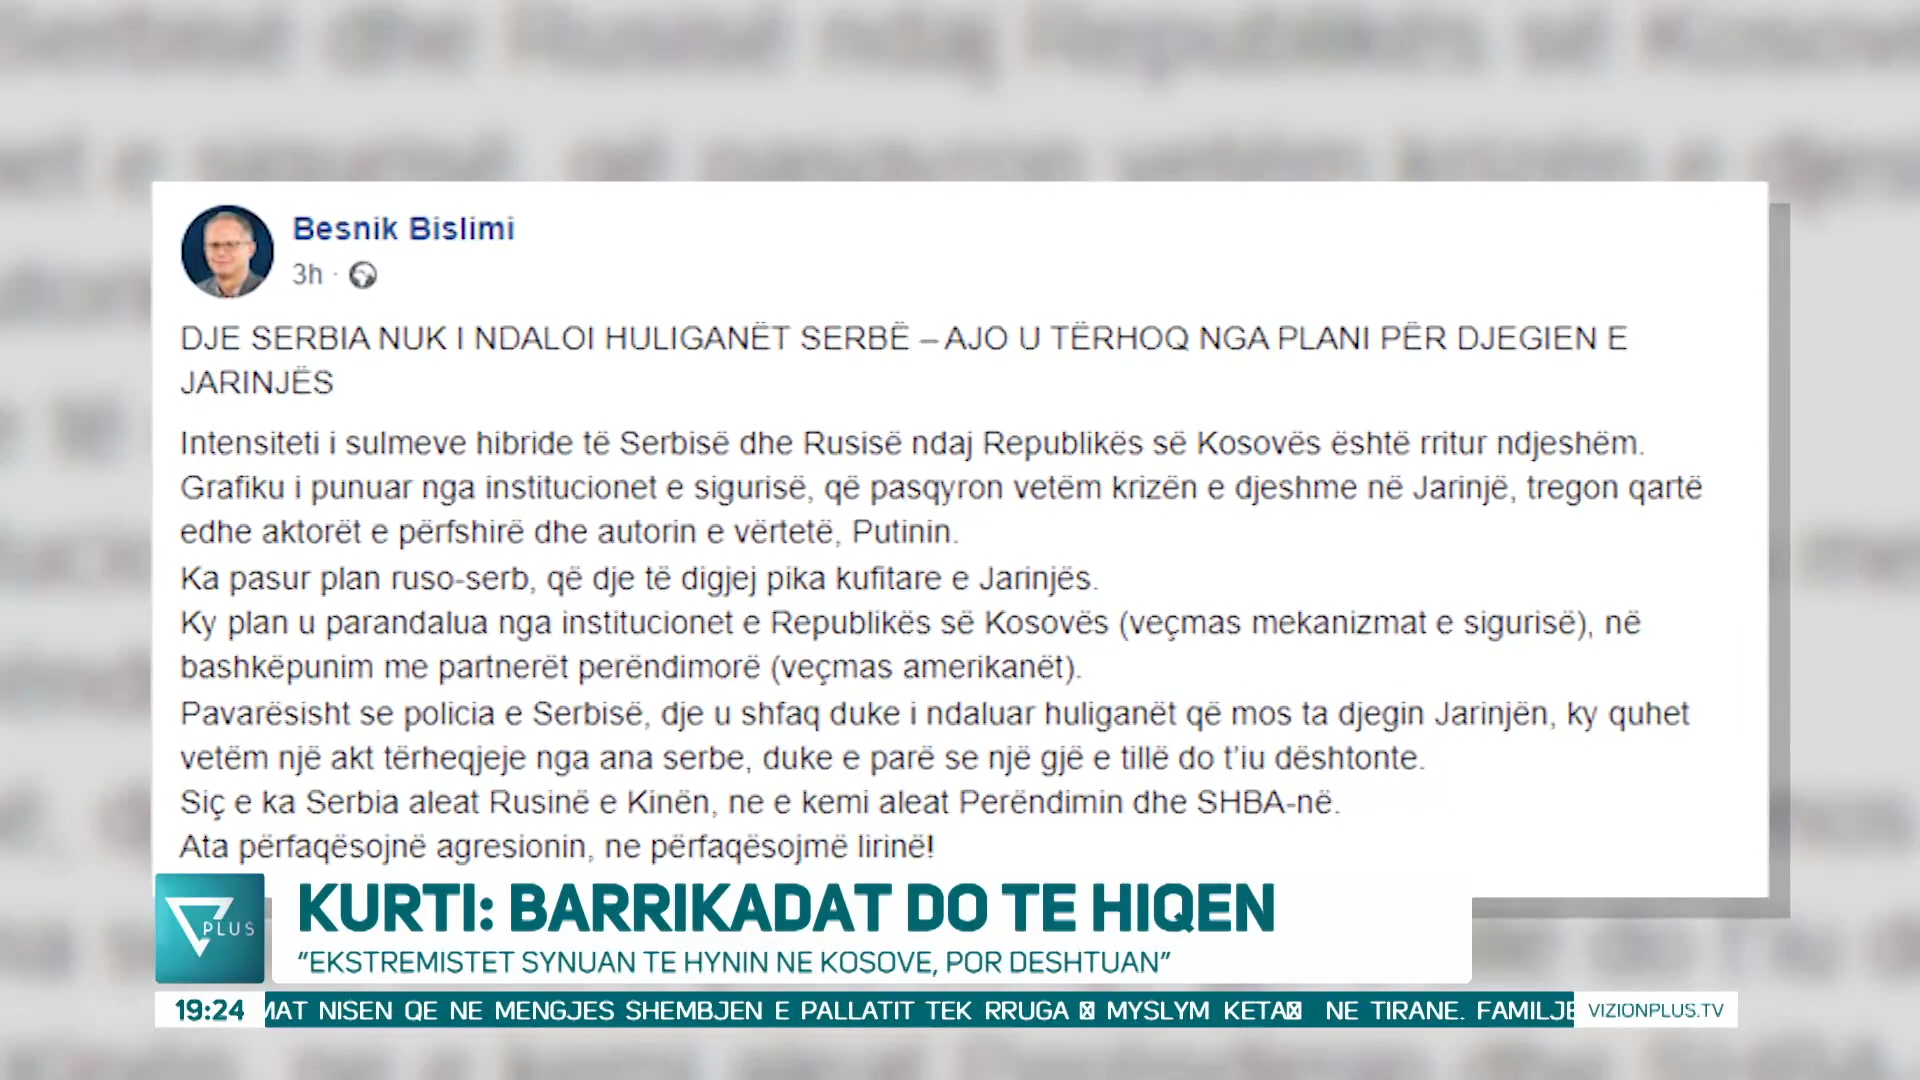 Besnik Bislimi
3h ·
DJE SERBIA NUK I NDALOI HULIGANËT SERBË – AJO U TËRHOQ NGA PLANI PËR DJEGIEN E
JARINJËS
Intensiteti i sulmeve hibride të Serbisë dhe Rusisë ndaj Republikës së Kosovës është rritur ndjeshëm.
Grafiku i punuar nga institucionet e sigurisë, që pasqyron vetëm krizën e djeshme në Jarinjë, tregon qartë
edhe aktorët e përfshirë dhe autorin e vërtetë, Putinin.
Ka pasur plan ruso-serb, që dje të digjej pika kufitare e Jarinjës.
Ky plan u parandalua nga institucionet e Republikës së Kosovës (veçmas mekanizmat e sigurisë), në
bashkëpunim me partnerët perëndimorë (veçmas amerikanët).
Pavarësisht se policia e Serbisë, dje u shfaq duke i ndaluar huliganët që mos ta djegin Jarinjën, ky quhet
vetëm një akt tërheqjeje nga ana serbe, duke e parë se një gjë e tillë do t'iu dështonte.
Siç e ka Serbia aleat Rusinë e Kinën, ne e kemi aleat Perëndimin dhe SHBA-në.
Ata përfaqësojnë agresionin, ne përfaqësojmë lirinë!
PLUS
KURTI: BARRIKADAT DO TE HIQEN
"EKSTREMISTET SYNUAN TE HYNIN NE KOSOVE, POR DESHTUAN"
19:24 MAT NISEN QE NE MENGJES SHEMBJEN E PALLATIT TEK RRUGA MYSLYM KETA NE TIRANE. FAMILJE VIZIONPLUS.TV